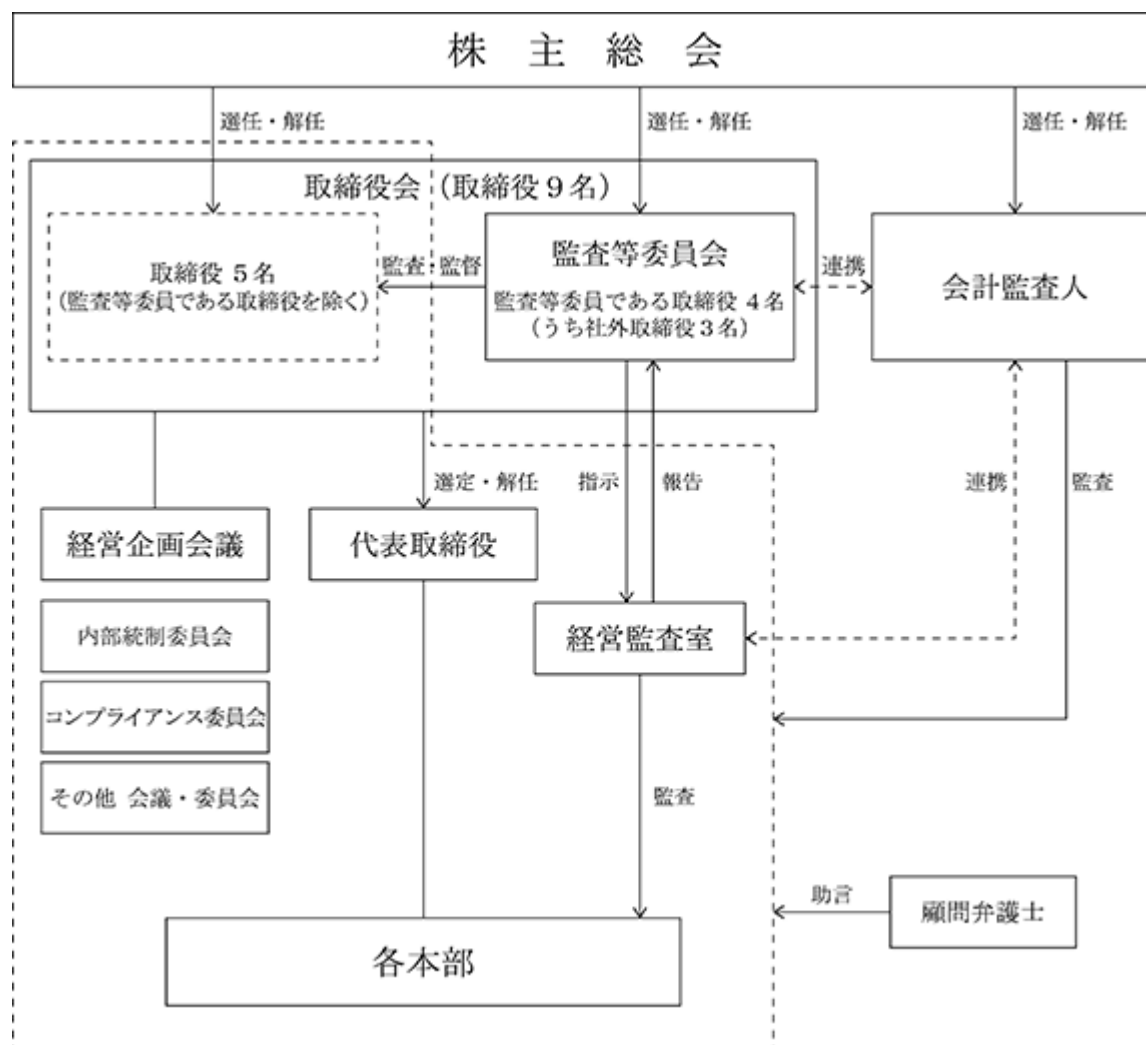 株 主 総 会
選任・解任
選任・解任
選任・解任
取締役会（取締役９名）
取締役 ５名
（監査等委員である取締役を除く）
監査・監督
監査等委員会
監査等委員である取締役 ４名
（うち社外取締役３名）
連携
会計監査人
選定・解任
指示
報告
連携
監査
経営企画会議
代表取締役
内部統制委員会
経営監査室
コンプライアンス委員会
その他 会議・委員会
監査
助言
顧問弁護士
各本部